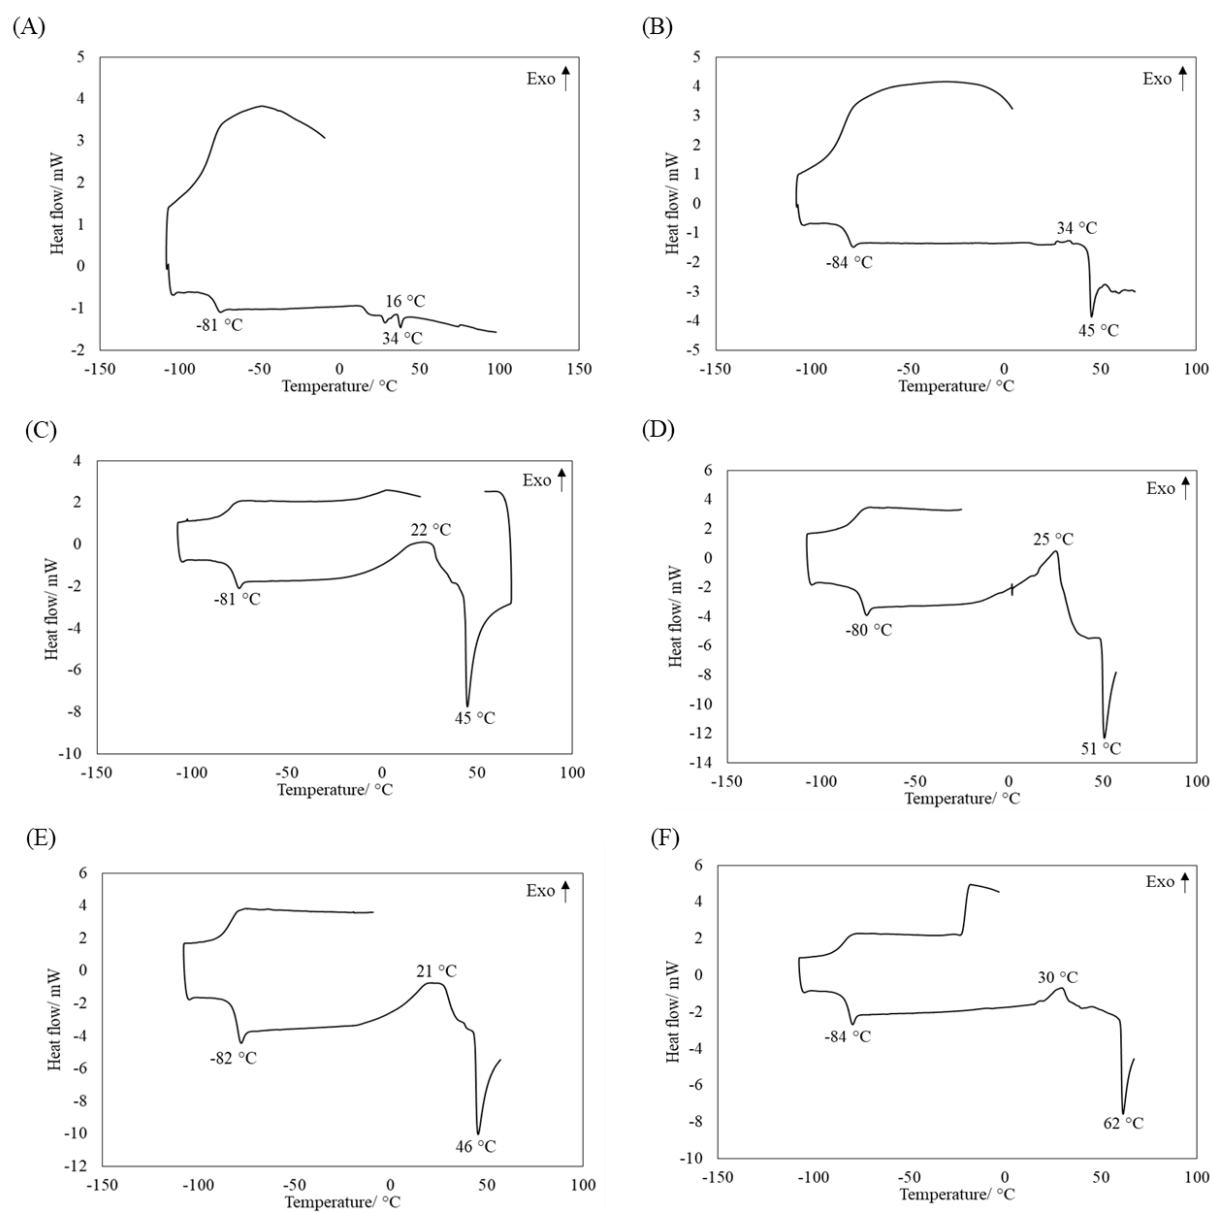 (A)
Exo
5
4
3
2
1
0
-1
-2
Heat flow/ mW
16 °C
-81 °C
34 °C
-150
-100
-50
0
50
100
150
Temperature/ °C
(B)
Exo
5
4
3
2
1
0
-1
-2
-3
-4
-5
Heat flow/ mW
34 °C
-84 °C
45 °C
-150
-100
-50
0
50
100
Temperature/ °C
(C)
Exo
4
2
0
-2
-4
-6
-8
-10
Heat flow/ mW
22 °C
-81 °C
45 °C
-150
-100
-50
0
50
100
Temperature/ °C
(D)
Exo
6
4
2
0
-2
-4
-6
-8
-10
-12
-14
Heat flow/ mW
25 °C
-80 °C
51 °C
-150
-100
-50
0
50
100
Temperature/ °C
(E)
Exo
6
4
2
0
-2
-4
-6
-8
-10
-12
Heat flow/ mW
21 °C
-82 °C
46 °C
-150
-100
-50
0
50
100
Temperature/ °C
(F)
Exo
6
4
2
0
-2
-4
-6
-8
-10
Heat flow/ mW
30 °C
-84 °C
62 °C
-150
-100
-50
0
50
100
Temperature/ °C